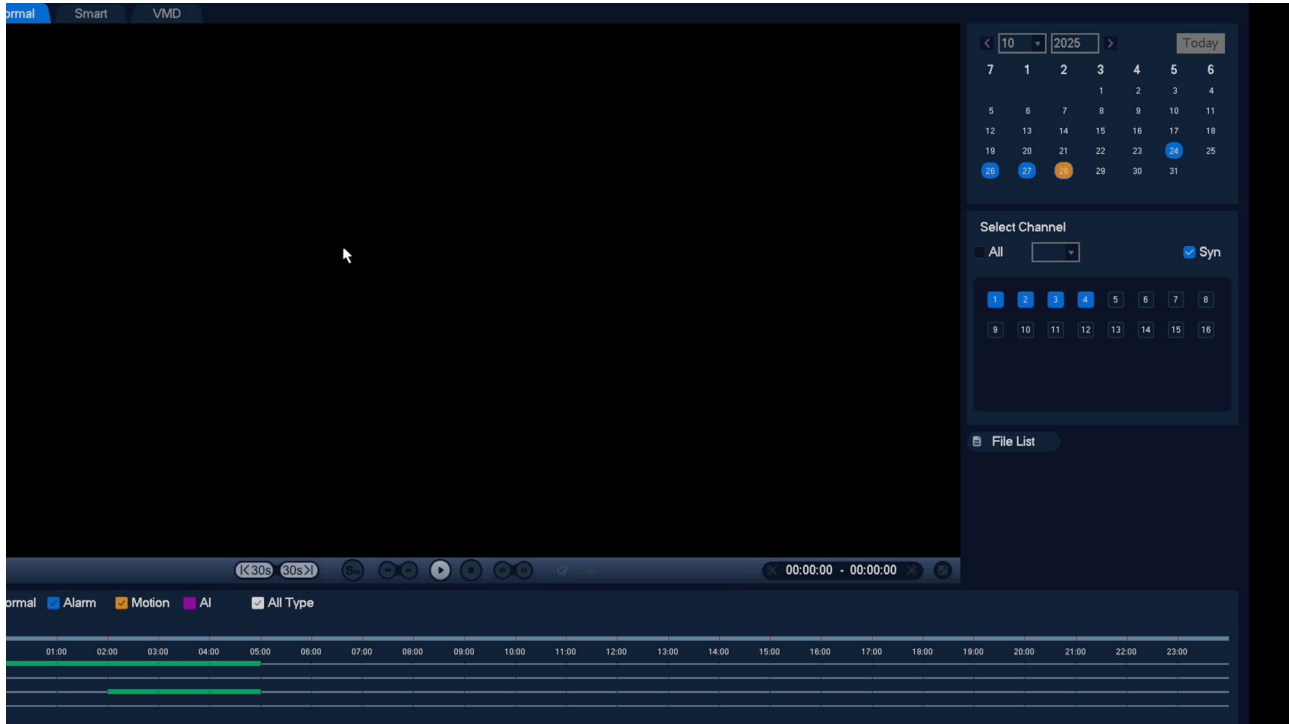 ormal Smart VMD
10 2025 Today
7 1 2 3 4 5 6
1 2 3 4
5 6 7 8 9 10 11
12 13 14 15 16 17 18
19 20 21 22 23 24 25
26 27 28 29 30 31
Select Channel
All Syn
1 2 3 4 5 6 7 8
9 10 11 12 13 14 15 16
File List
30s 30s 00:00:00 - 00:00:00
ormal Alarm Motion AI All Type
01:00 02:00 03:00 04:00 05:00 06:00 07:00 08:00 09:00 10:00 11:00 12:00 13:00 14:00 15:00 16:00 17:00 18:00 19:00 20:00 21:00 22:00 23:00